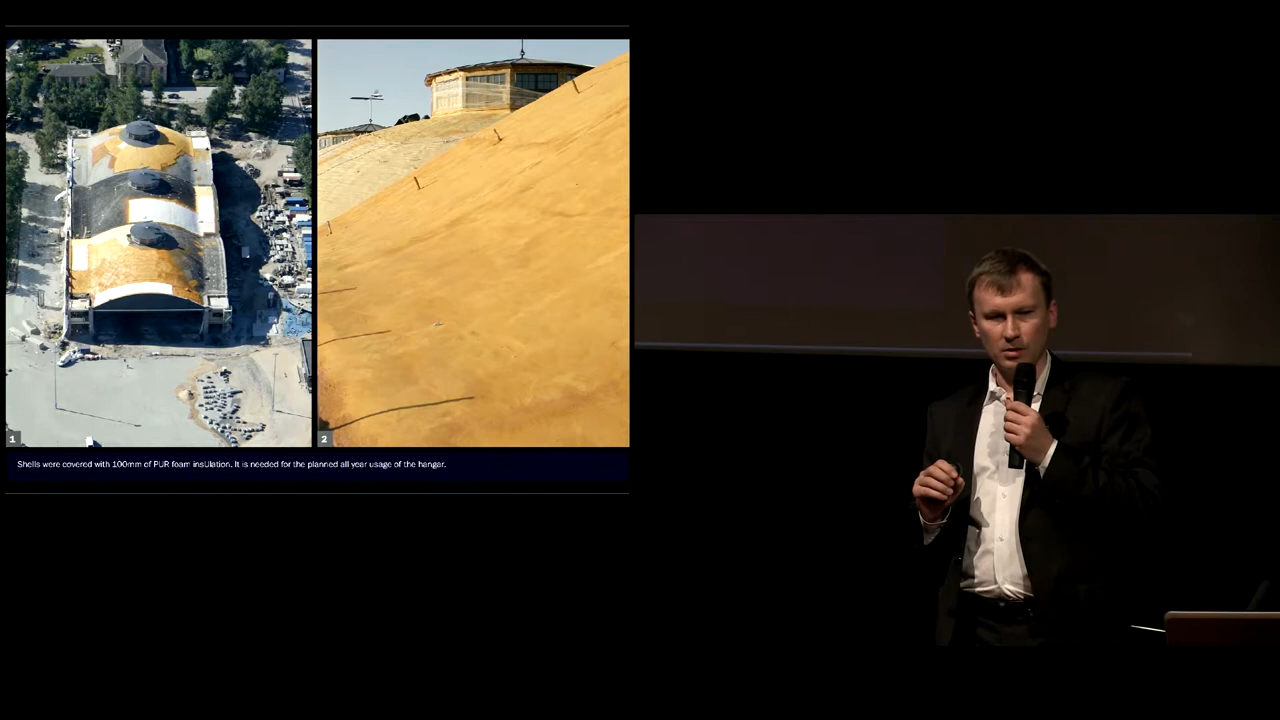 1
2
Shells were covered with 100mm of PUR foam insUlation. It is needed for the planned all year usage of the hangar.